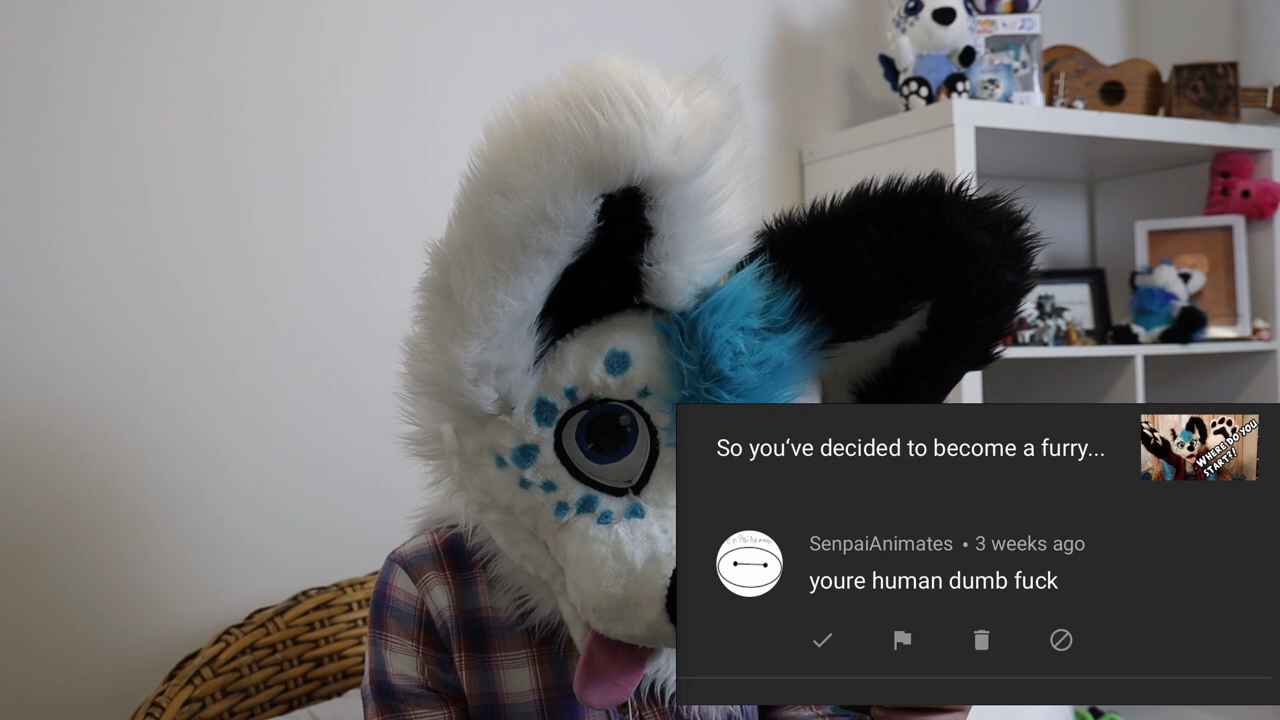 So you‘ve decided to become a furry...
WHERE DO YOU
START?!
SenpaiAnimates • 3 weeks ago
youre human dumb fuck